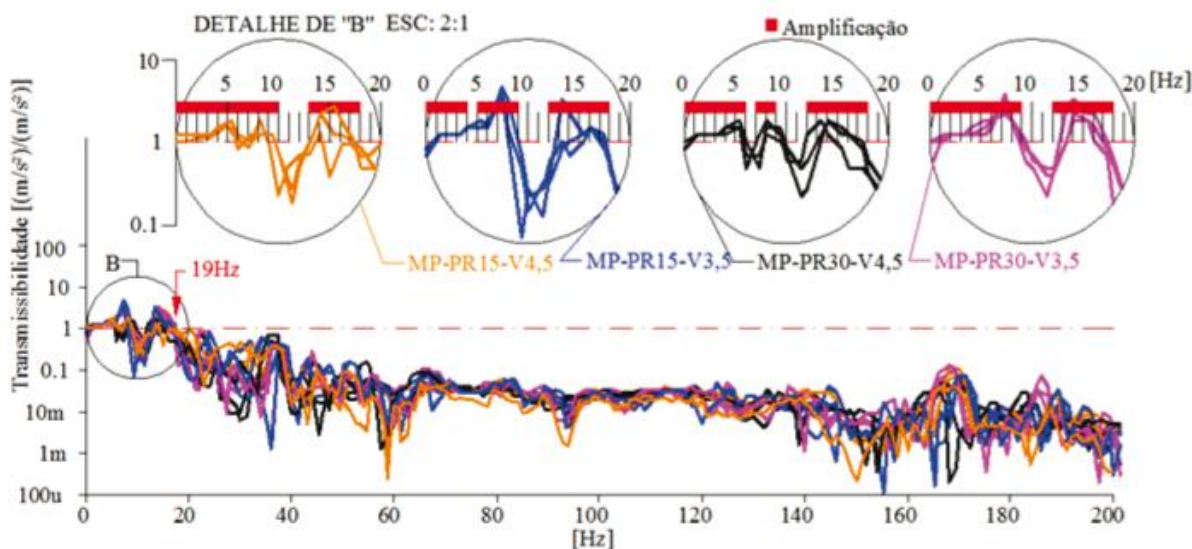 DETALHE DE "B" ESC: 2:1
Amplificação
10
1
0.1
5 10 15 20
0 5 10 15 20
0 5 10 15 20
0 5 10 15 20 [Hz]
[Hz]
MP-PR15-V4,5
MP-PR15-V3,5
MP-PR30-V4,5
MP-PR30-V3,5
Transmissibilidade [(m/s²)/(m/s²)]
B
19Hz
100
10
1
0.1
10m
1m
100u
0 20 40 60 80 100 120 140 160 180 200
[Hz]